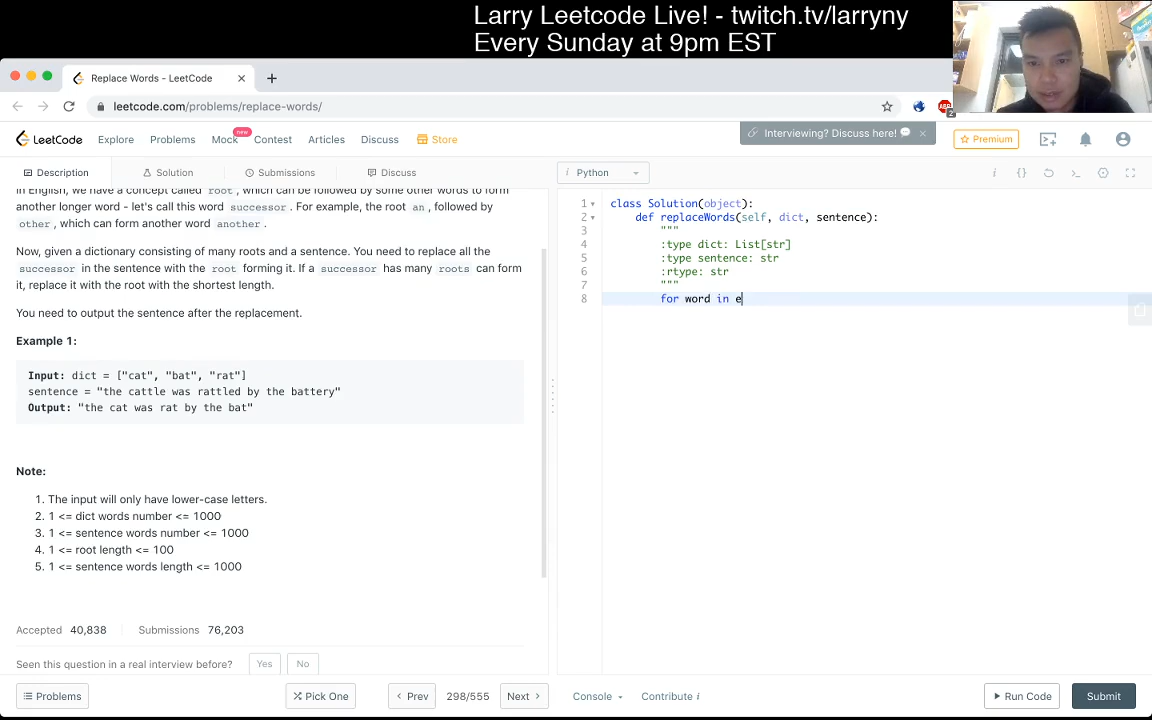 Larry Leetcode Live! - twitch.tv/larryny
Every Sunday at 9pm EST
Replace Words - LeetCode
leetcode.com/problems/replace-words/
2
LeetCode
Explore
Problems
Mock
new
Contest
Articles
Discuss
Store
Interviewing? Discuss here!
Premium
Description
Solution
Submissions
Discuss
Python
in English, we have a concept called root, which can be followed by some other words to form
another longer word - let's call this word successor. For example, the root an, followed by
other, which can form another word another.
Now, given a dictionary consisting of many roots and a sentence. You need to replace all the
successor in the sentence with the root forming it. If a successor has many roots can form
it, replace it with the root with the shortest length.
You need to output the sentence after the replacement.
Example 1:
Input: dict = ["cat", "bat", "rat"]
sentence = "the cattle was rattled by the battery"
Output: "the cat was rat by the bat"
Note:
1. The input will only have lower-case letters.
2. 1 <= dict words number <= 1000
3. 1 <= sentence words number <= 1000
4. 1 <= root length <= 100
5. 1 <= sentence words length <= 1000
Accepted 40,838 Submissions 76,203
Seen this question in a real interview before? Yes No
1 class Solution(object):
2 def replaceWords(self, dict, sentence):
3 """
4 :type dict: List[str]
5 :type sentence: str
6 :rtype: str
7 """
8 for word in e
Problems
Pick One
Prev
298/555
Next
Console
Contribute i
Run Code
Submit